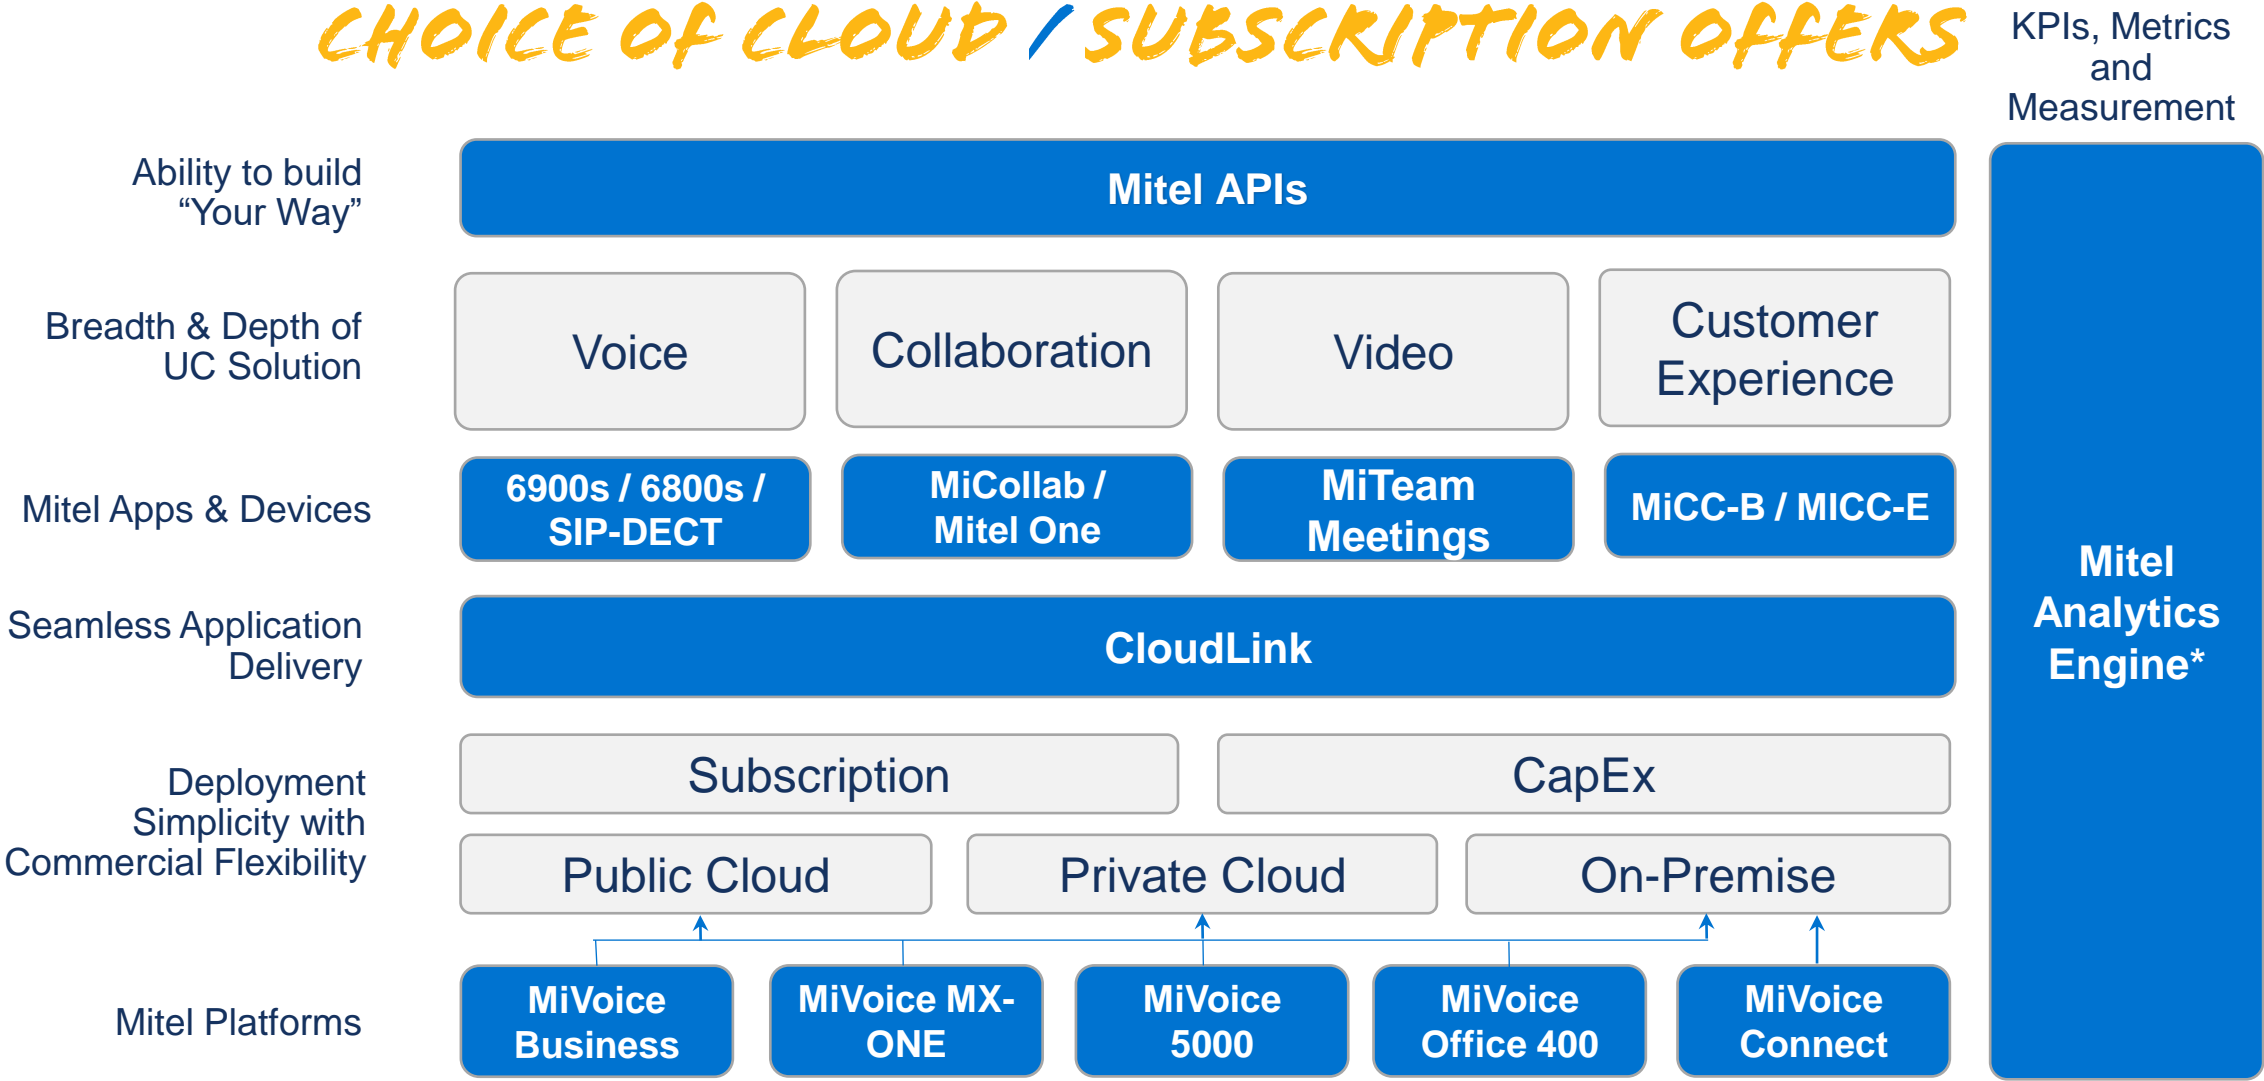 CHOICE OF CLOUD / SUBSCRIPTION OFFERS
KPIs, Metrics
and
Measurement
Ability to build
“Your Way”
Mitel APIs
Breadth & Depth of
UC Solution
Voice
Collaboration
Video
Customer
Experience
Mitel Apps & Devices
6900s / 6800s /
SIP-DECT
MiCollab /
Mitel One
MiTeam
Meetings
MiCC-B / MICC-E
Seamless Application
Delivery
CloudLink
Deployment
Simplicity with
Commercial Flexibility
Subscription
CapEx
Public Cloud
Private Cloud
On-Premise
Mitel Platforms
MiVoice
Business
MiVoice MX-
ONE
MiVoice
5000
MiVoice
Office 400
MiVoice
Connect
Mitel
Analytics
Engine*